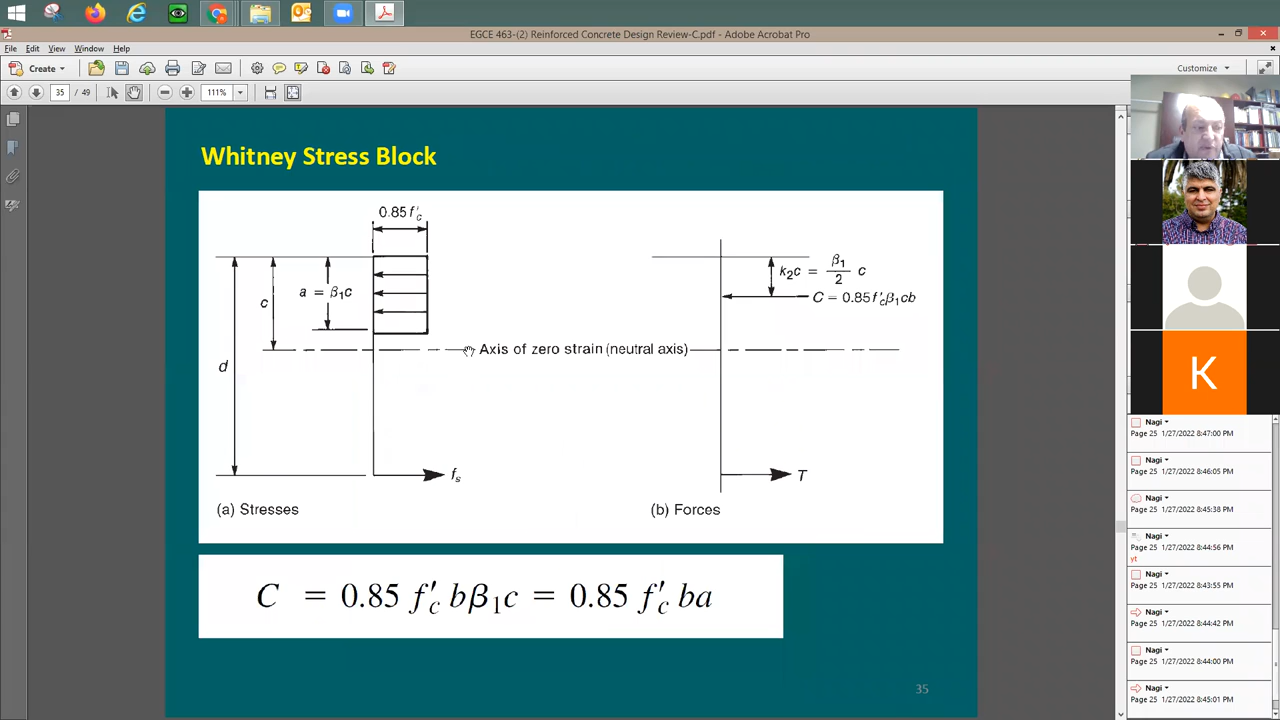 EGCE 463-(2) Reinforced Concrete Design Review-C.pdf - Adobe Acrobat Pro
File Edit View Window Help
Create
Customize
35 / 49
111%
Whitney Stress Block
0.85 f′c
a = β₁c
c
d
Axis of zero strain (neutral axis)
fs
(a) Stresses
k₂c = β₁/2 c
C = 0.85f′cβ₁cb
T
(b) Forces
C = 0.85 f′c bβ₁c = 0.85 f′c ba
35
K
Nagi
Page 25 1/27/2022 8:47:00 PM
Nagi
Page 25 1/27/2022 8:46:05 PM
Nagi
Page 25 1/27/2022 8:45:38 PM
Nagi
Page 25 1/27/2022 8:44:56 PM
yt
Nagi
Page 25 1/27/2022 8:43:55 PM
Nagi
Page 25 1/27/2022 8:44:42 PM
Nagi
Page 25 1/27/2022 8:44:00 PM
Nagi
Page 25 1/27/2022 8:45:01 PM